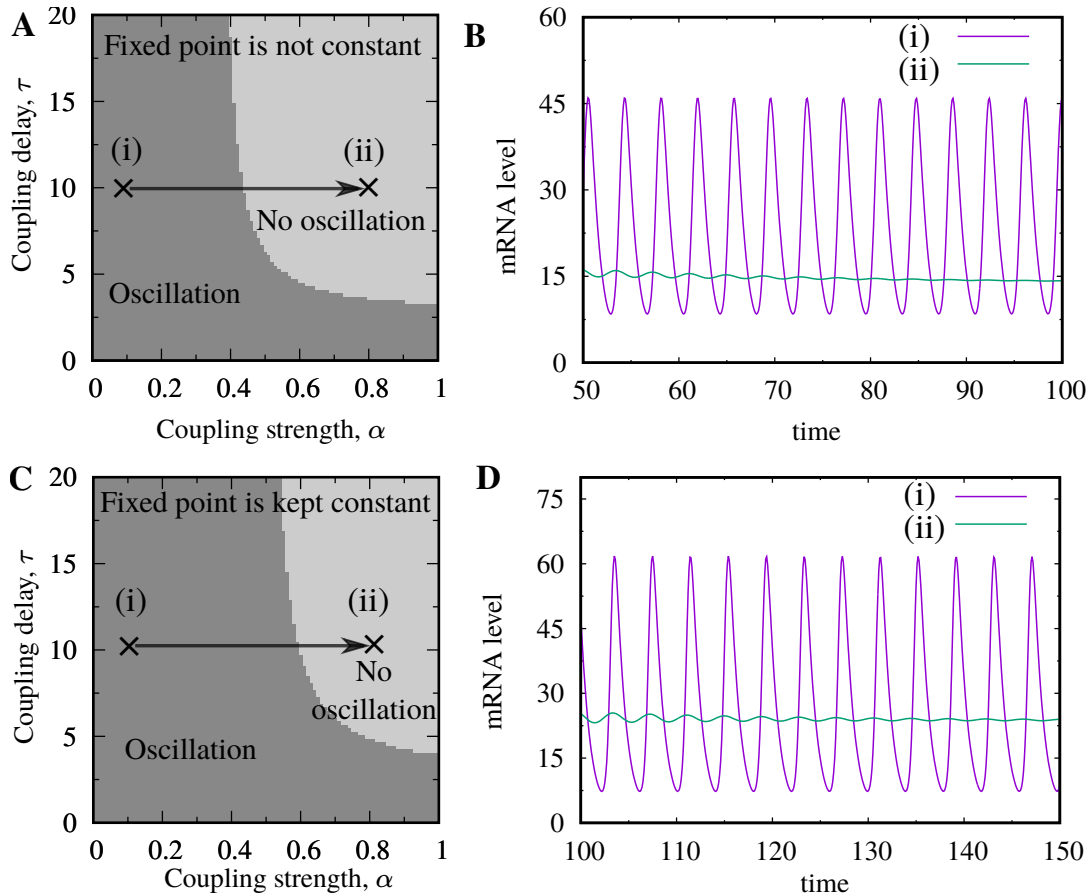 A
Fixed point is not constant
Coupling delay, τ
20
15
10
5
0
(i)
(ii)
No oscillation
Oscillation
0
0.2
0.4
0.6
0.8
1
Coupling strength, α
B
mRNA level
60
45
30
15
0
(i)
(ii)
50
60
70
80
90
100
time
C
Fixed point is kept constant
Coupling delay, τ
20
15
10
5
0
(i)
(ii)
No
oscillation
Oscillation
0
0.2
0.4
0.6
0.8
1
Coupling strength, α
D
mRNA level
75
60
45
30
15
0
(i)
(ii)
100
110
120
130
140
150
time